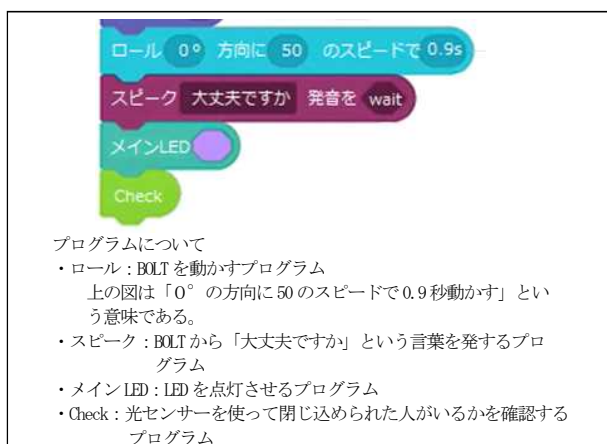 ロール 0° 方向に 50 のスピードで 0.9s
スピーク 大丈夫ですか 発音を wait
メインLED
Check
プログラムについて
・ロール：BOLTを動かすプログラム
上の図は「0°の方向に50のスピードで0.9秒動かす」とい
う意味である。
・スピーク：BOLTから「大丈夫ですか」という言葉を発するプロ
グラム
・メインLED：LEDを点灯させるプログラム
・Check：光センサーを使って閉じ込められた人がいるかを確認する
プログラム